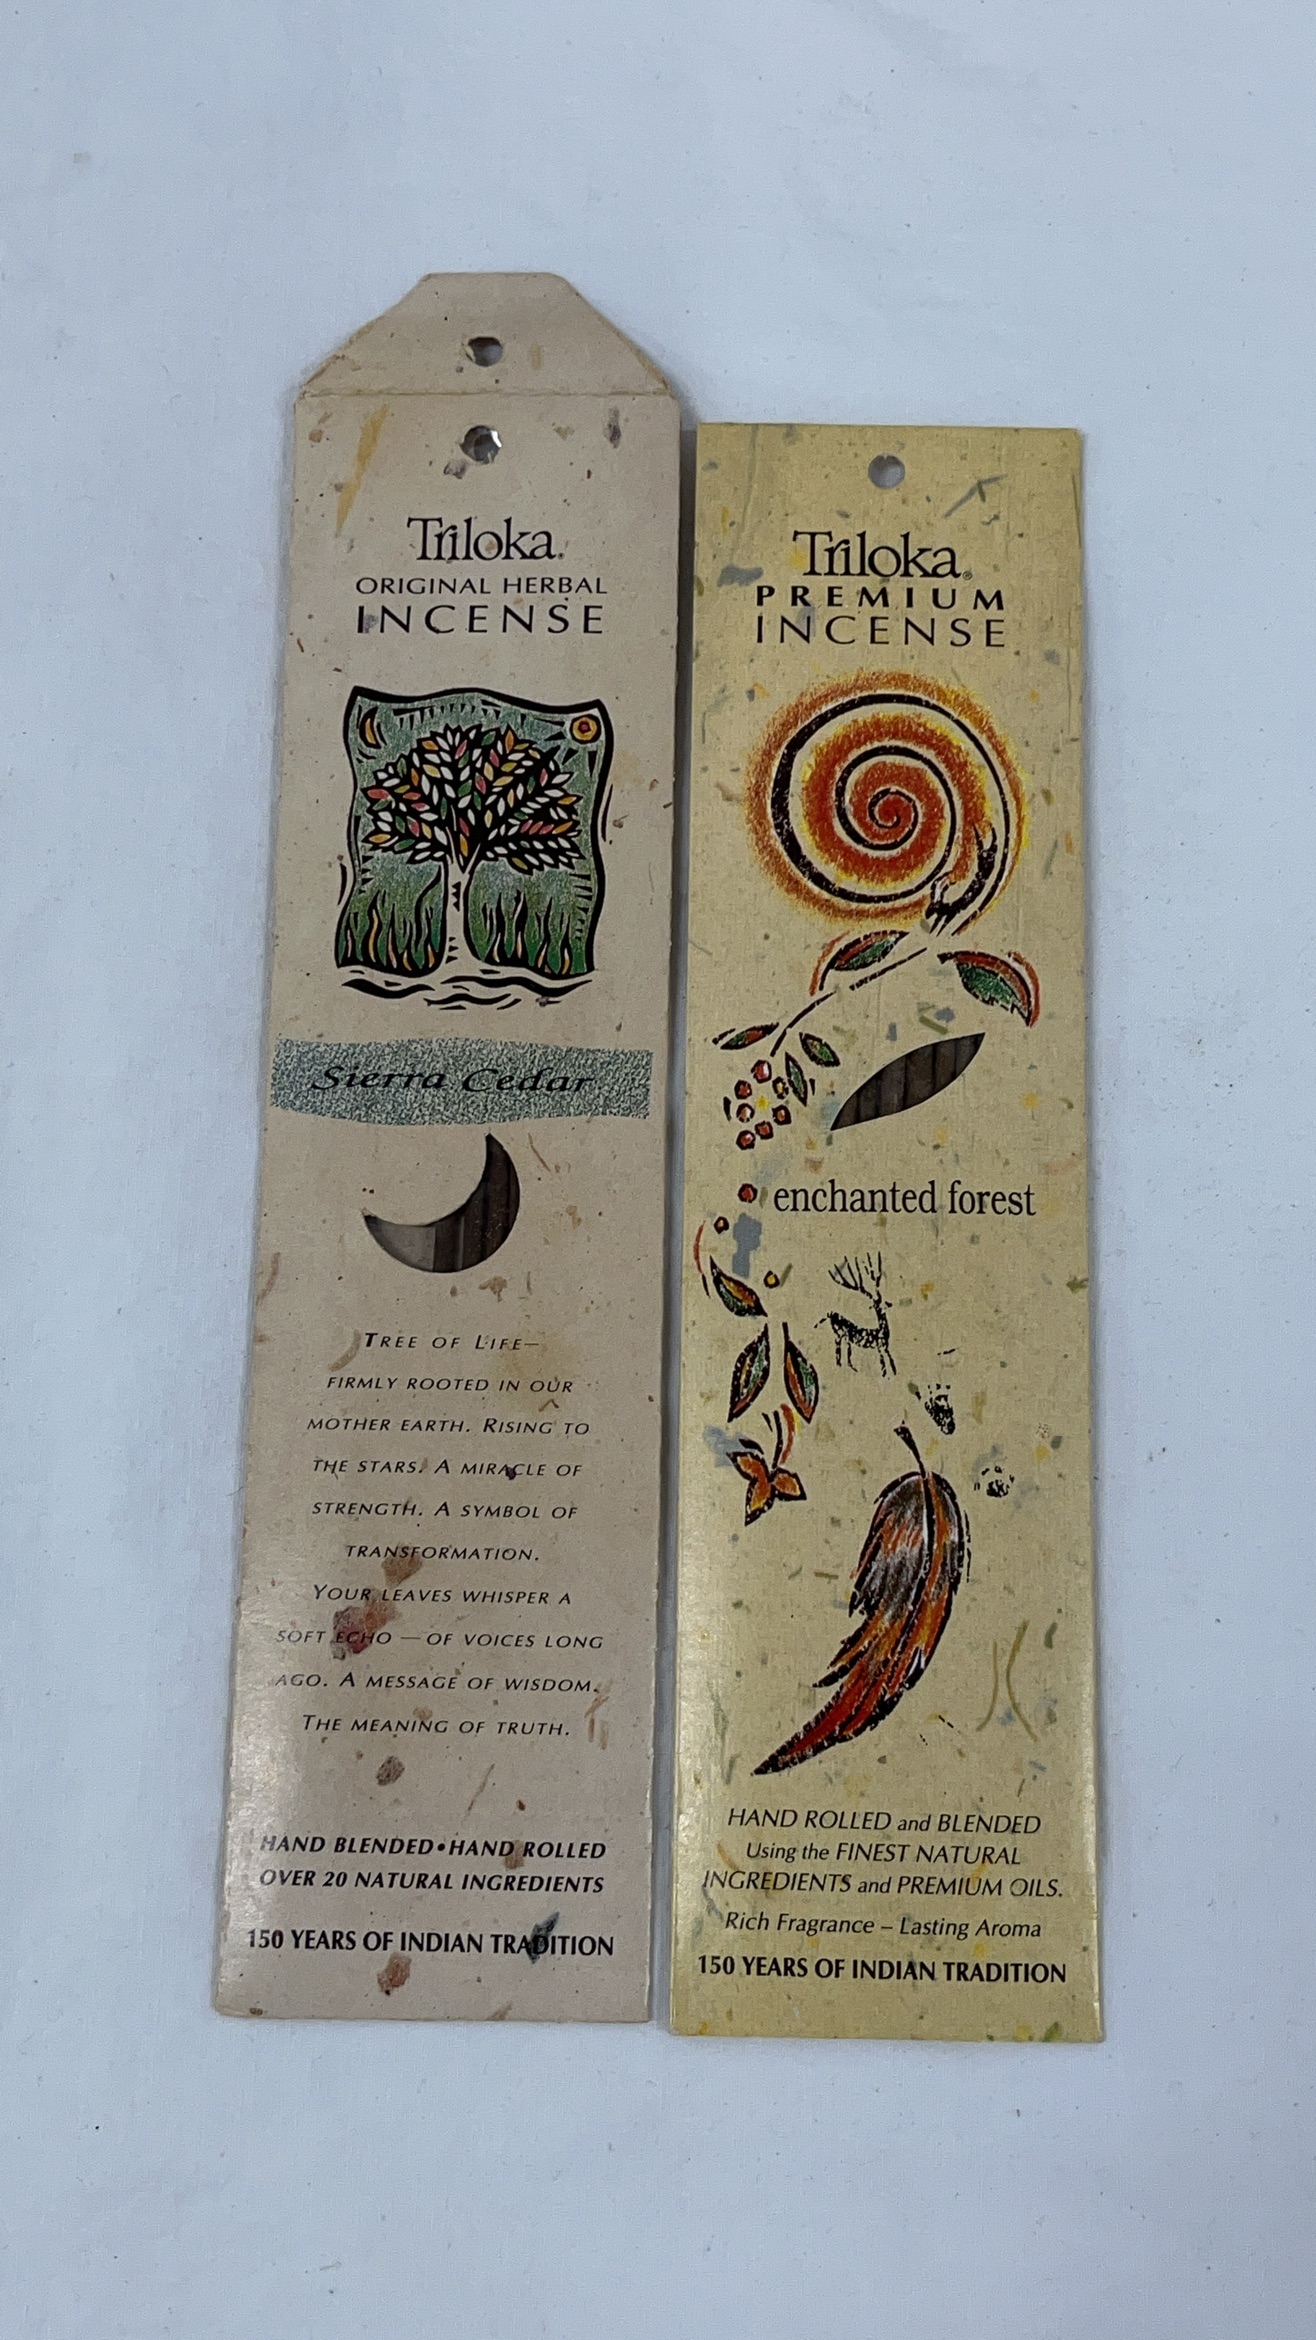 Triloka®
ORIGINAL HERBAL
INCENSE
Sierra Cedar
TREE OF LIFE—
FIRMLY ROOTED IN OUR
MOTHER EARTH. RISING TO
THE STARS. A MIRACLE OF
STRENGTH. A SYMBOL OF
TRANSFORMATION.
YOUR LEAVES WHISPER A
SOFT ECHO — OF VOICES LONG
AGO. A MESSAGE OF WISDOM.
THE MEANING OF TRUTH.
HAND BLENDED•HAND ROLLED
OVER 20 NATURAL INGREDIENTS
150 YEARS OF INDIAN TRADITION
Triloka®
PREMIUM
INCENSE
enchanted forest
HAND ROLLED and BLENDED
Using the FINEST NATURAL
INGREDIENTS and PREMIUM OILS.
Rich Fragrance – Lasting Aroma
150 YEARS OF INDIAN TRADITION